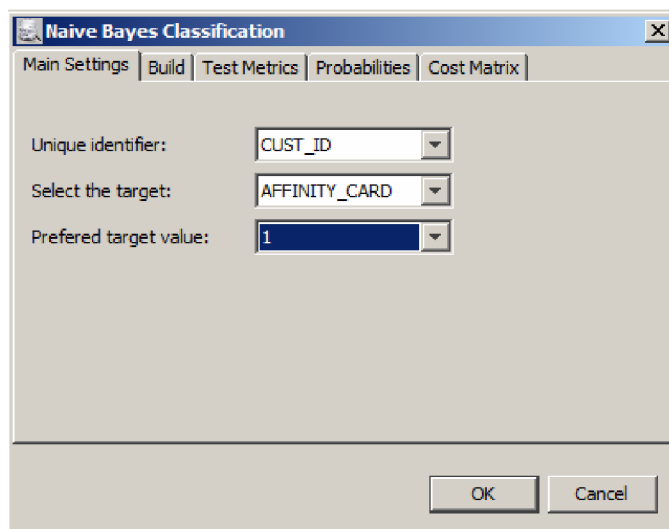 Naive Bayes Classification
Main Settings Build Test Metrics Probabilities Cost Matrix
Unique identifier: CUST_ID
Select the target: AFFINITY_CARD
Prefered target value: 1
OK Cancel